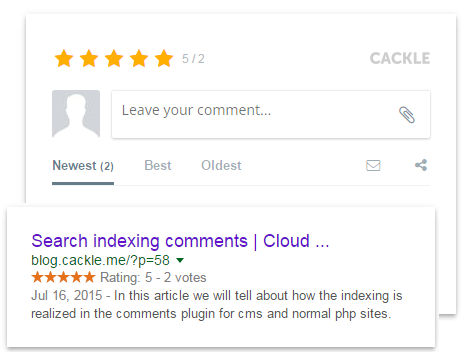 5 / 2 CACKLE
Leave your comment...
Newest (2) Best Oldest
Search indexing comments | Cloud ...
blog.cackle.me/?p=58
Rating: 5 - 2 votes
Jul 16, 2015 - In this article we will tell about how the indexing is
realized in the comments plugin for cms and normal php sites.